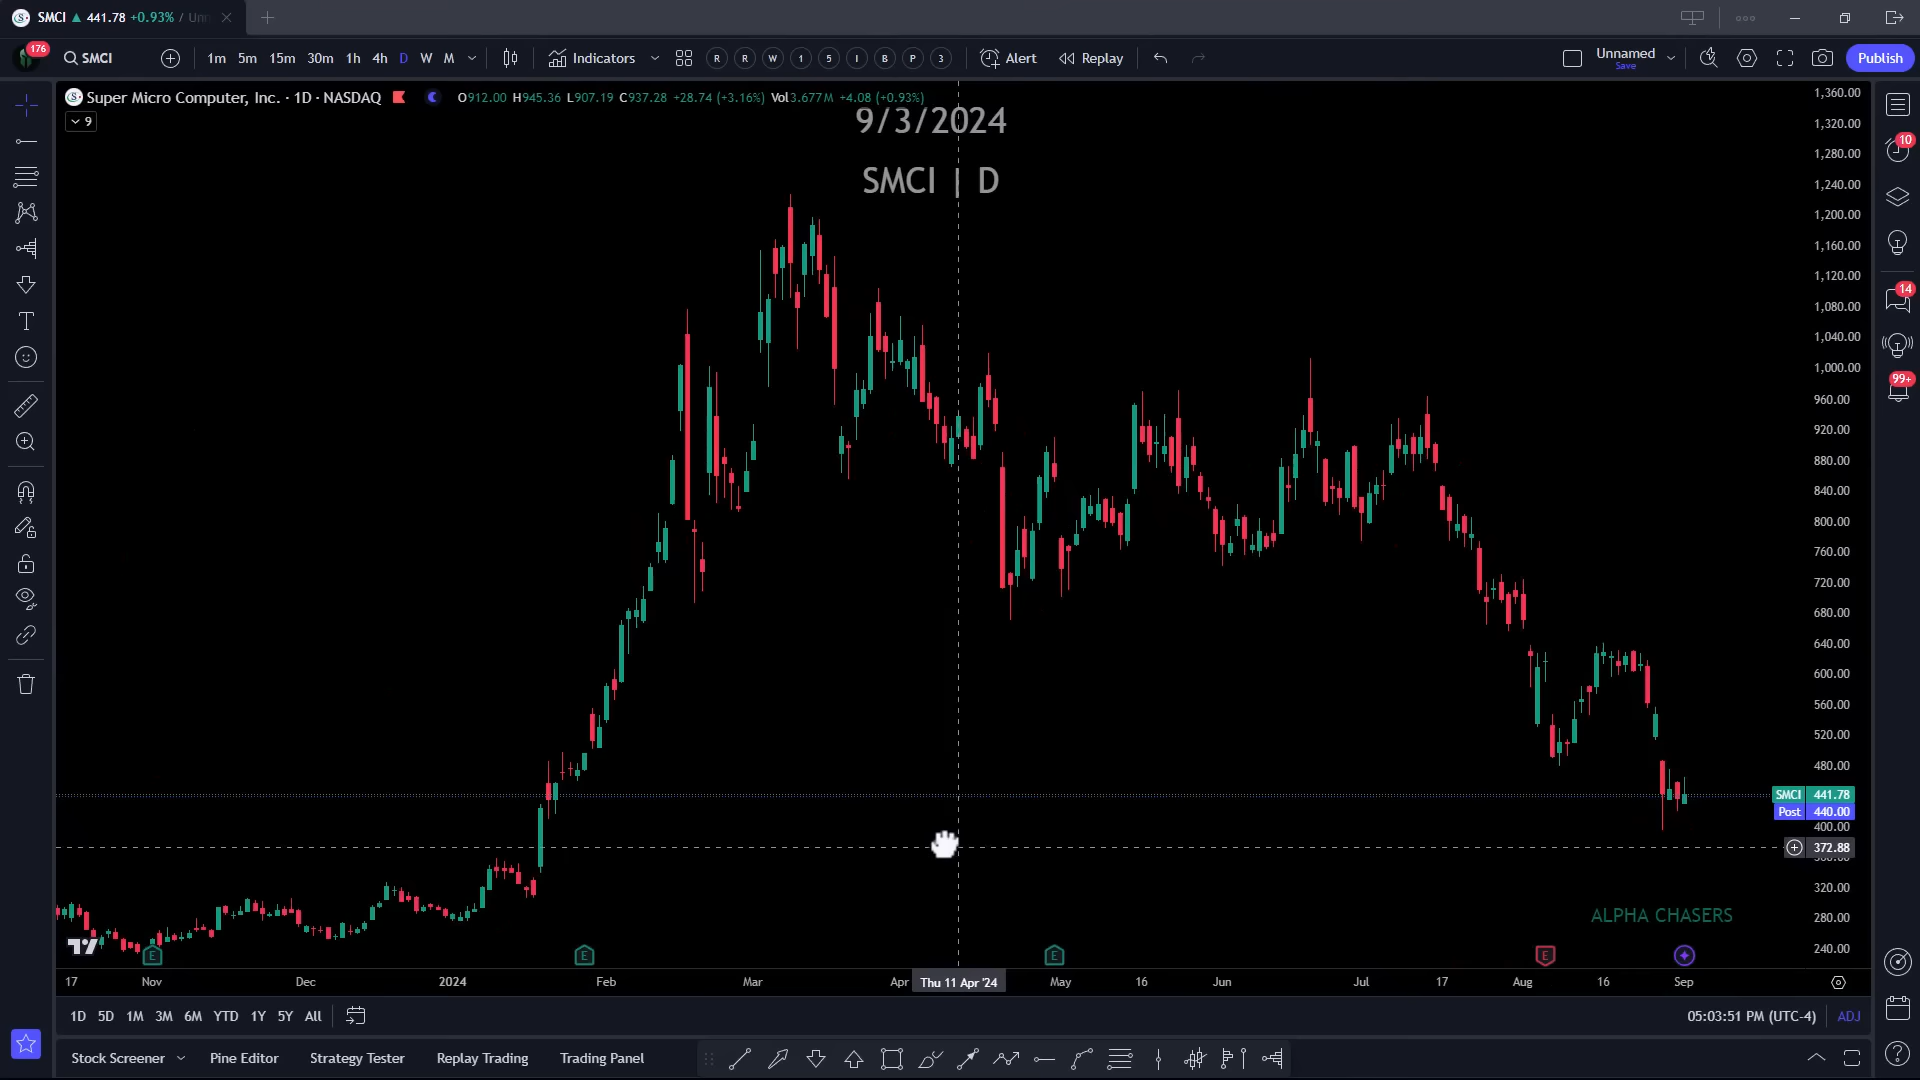 SMCI ▲ 441.78 +0.93% / Unn
176
SMCI
1m 5m 15m 30m 1h 4h D W M
Indicators
R R W 1 5 I B P 3
Alert
Replay
Unnamed
Save
Publish
Super Micro Computer, Inc. · 1D · NASDAQ
O912.00 H945.36 L907.19 C937.28 +28.74 (+3.16%) Vol3.677M +4.08 (+0.93%)
9
9/3/2024
SMCI | D
1,360.00
1,320.00
1,280.00
1,240.00
1,200.00
1,160.00
1,120.00
1,080.00
1,040.00
1,000.00
960.00
920.00
880.00
840.00
800.00
760.00
720.00
680.00
640.00
600.00
560.00
520.00
480.00
SMCI 441.78
Post 440.00
400.00
372.88
320.00
280.00
240.00
10
14
99+
ALPHA CHASERS
E E E E
17 Nov Dec 2024 Feb Mar Apr Thu 11 Apr '24 May 16 Jun Jul 17 Aug 16 Sep
1D 5D 1M 3M 6M YTD 1Y 5Y All
05:03:51 PM (UTC-4)
ADJ
Stock Screener
Pine Editor
Strategy Tester
Replay Trading
Trading Panel